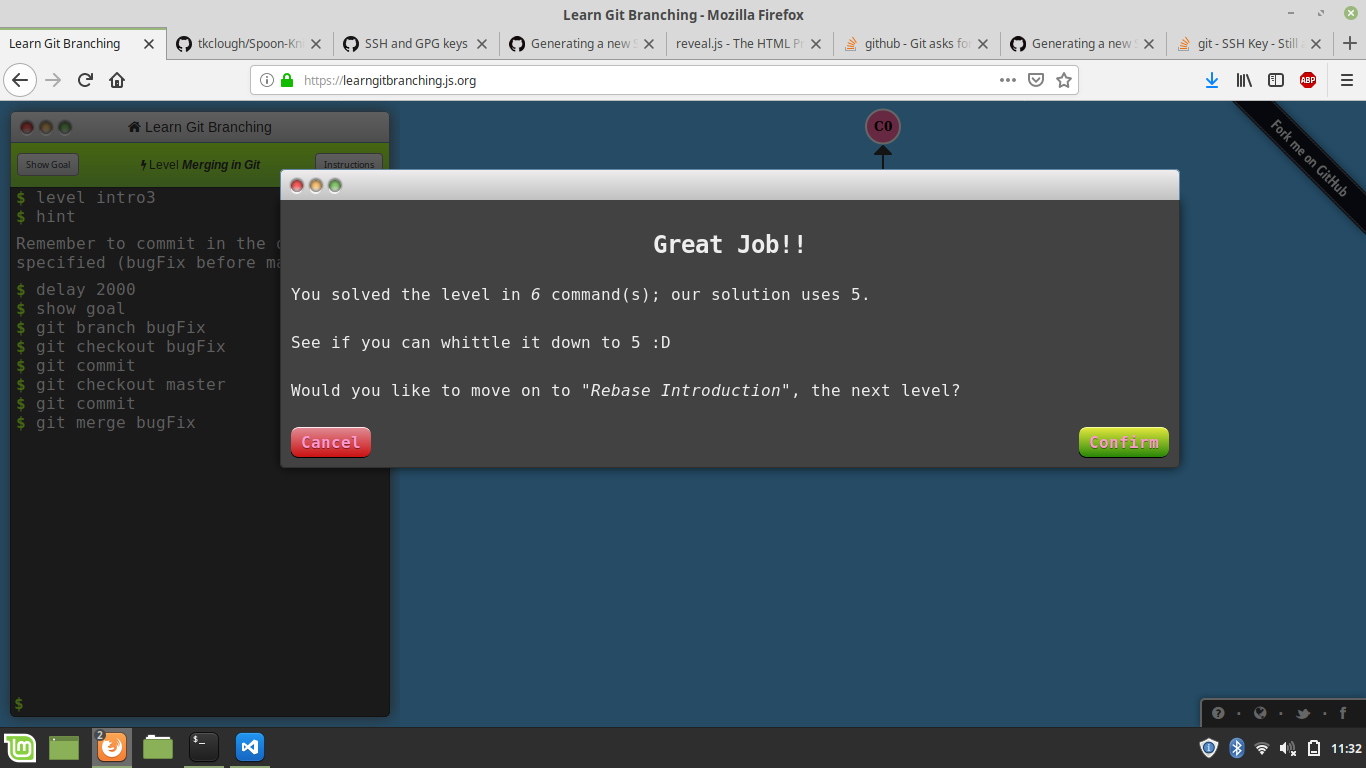 Learn Git Branching - Mozilla Firefox
Learn Git Branching
tkclough/Spoon-Kni
SSH and GPG keys
Generating a new S
reveal.js - The HTML Pr
github - Git asks for
Generating a new S
git - SSH Key - Still
https://learngitbranching.js.org
ABP
Learn Git Branching
C0
Fork me on GitHub
Show Goal
Level Merging in Git
Instructions
$ level intro3
$ hint
Remember to commit in the o
specified (bugFix before ma
$ delay 2000
$ show goal
$ git branch bugFix
$ git checkout bugFix
$ git commit
$ git checkout master
$ git commit
$ git merge bugFix
$
Great Job!!
You solved the level in 6 command(s); our solution uses 5.
See if you can whittle it down to 5 :D
Would you like to move on to "Rebase Introduction", the next level?
Cancel
Confirm
2
$_
11:32